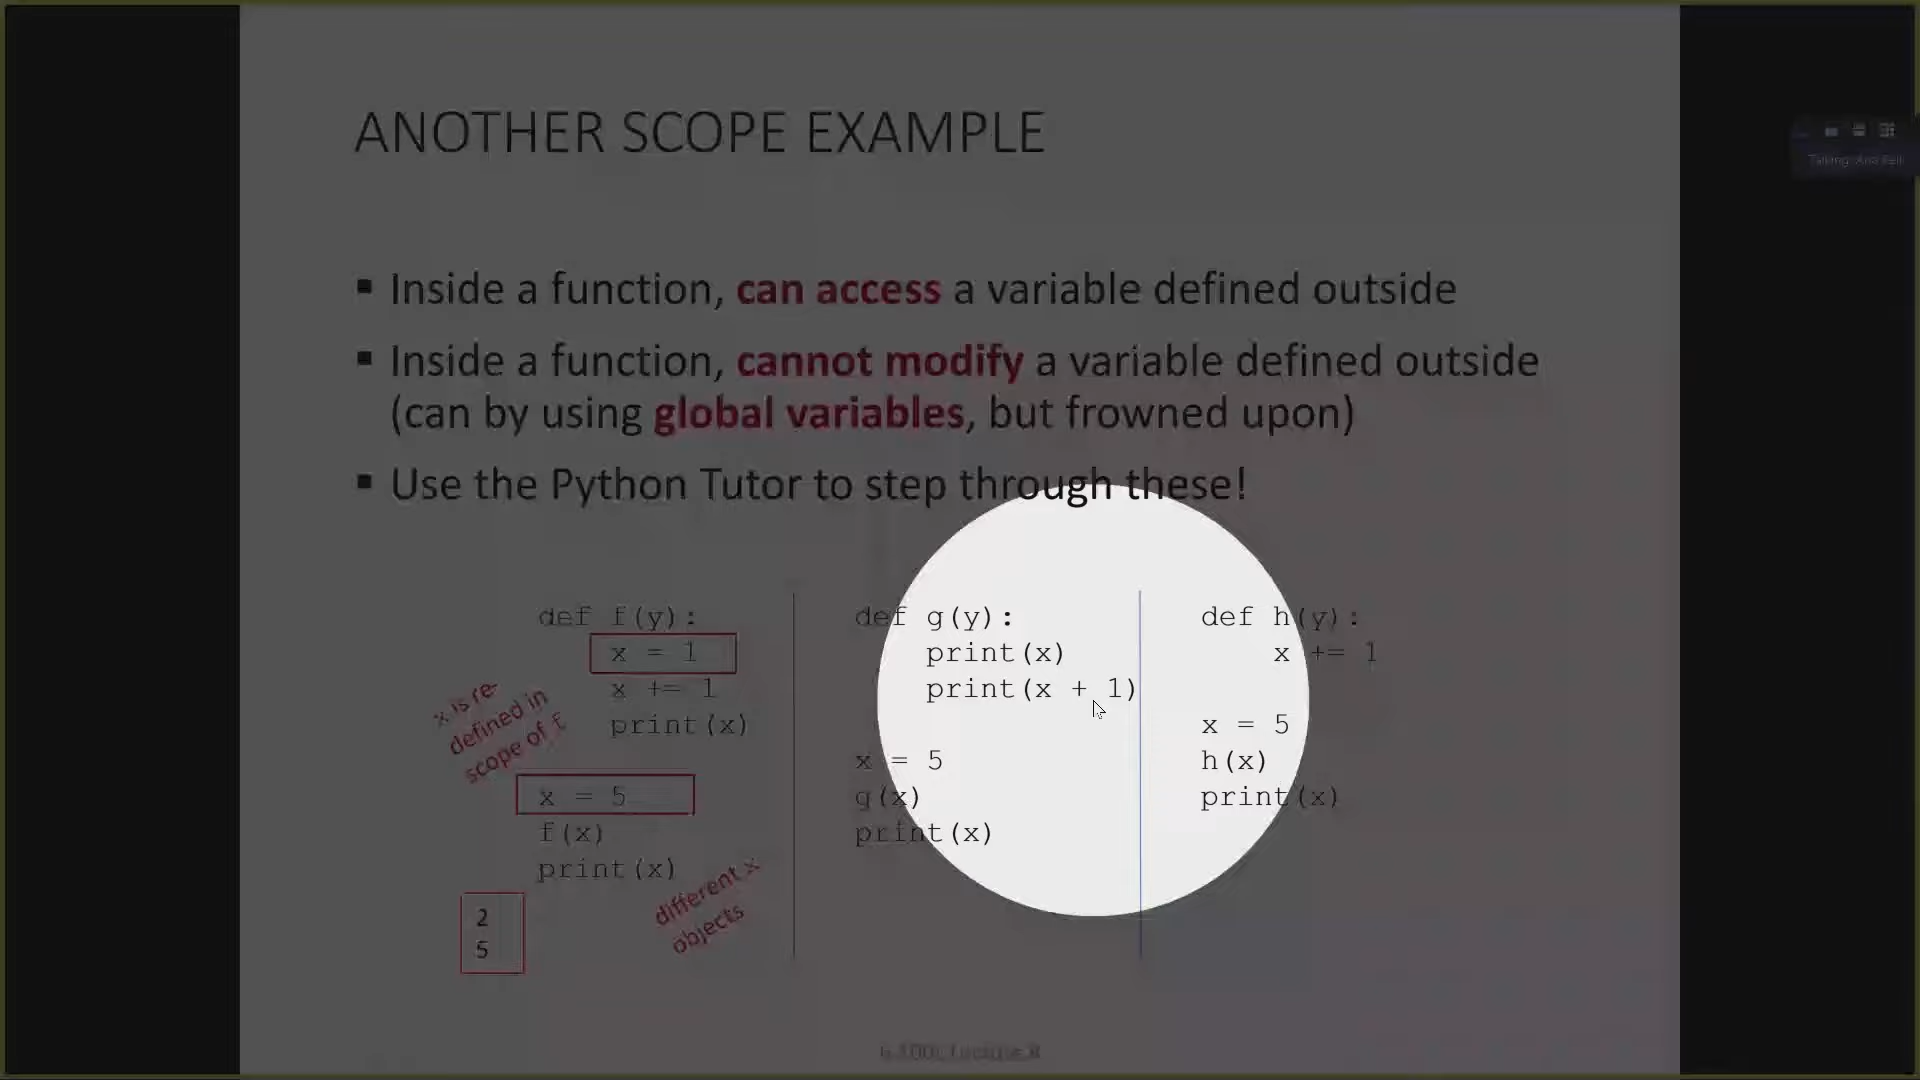 ANOTHER SCOPE EXAMPLE
▪ Inside a function, can access a variable defined outside
▪ Inside a function, cannot modify a variable defined outside
(can by using global variables, but frowned upon)
▪ Use the Python Tutor to step through these!
def f(y):
x = 1
x += 1
print(x)
x is re-
defined in
scope of f
x = 5
f(x)
print(x)
different x
objects
2
5
def g(y):
print(x)
print(x + 1)
x = 5
g(x)
print(x)
def h(y):
x += 1
x = 5
h(x)
print(x)
Talking:
Lecture 8